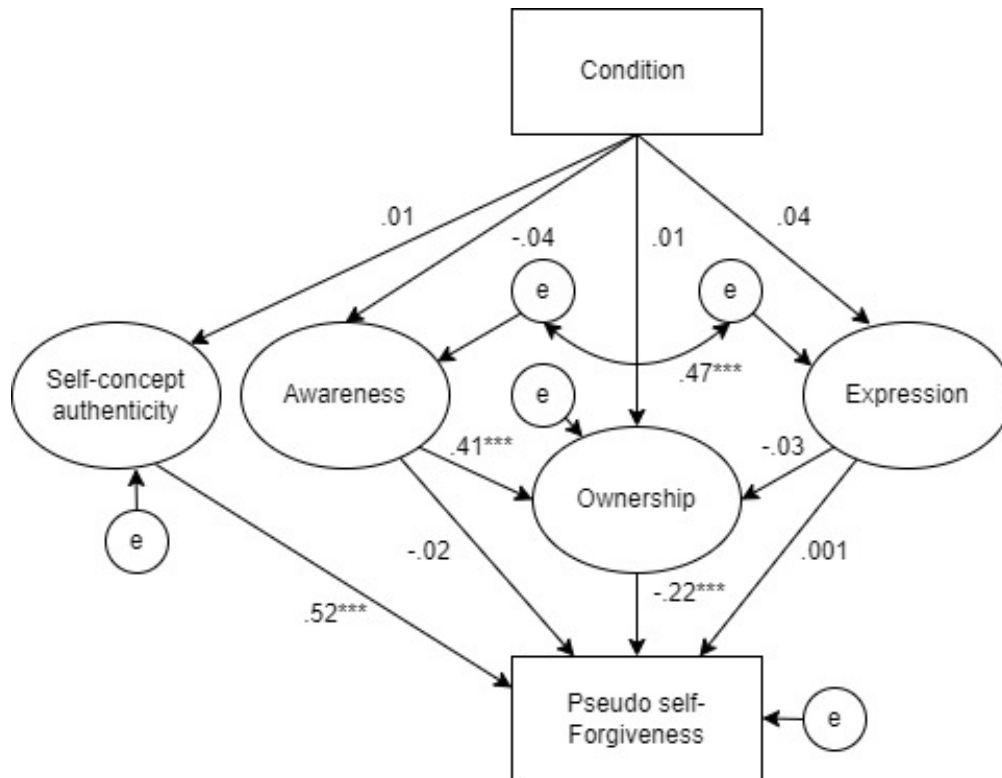 Condition
.01
-.04
.01
.04
e
e
Self-concept
authenticity
Awareness
e
.47***
Expression
.41***
-.03
Ownership
e
-.02
.001
.52***
-.22***
Pseudo self-
Forgiveness
e